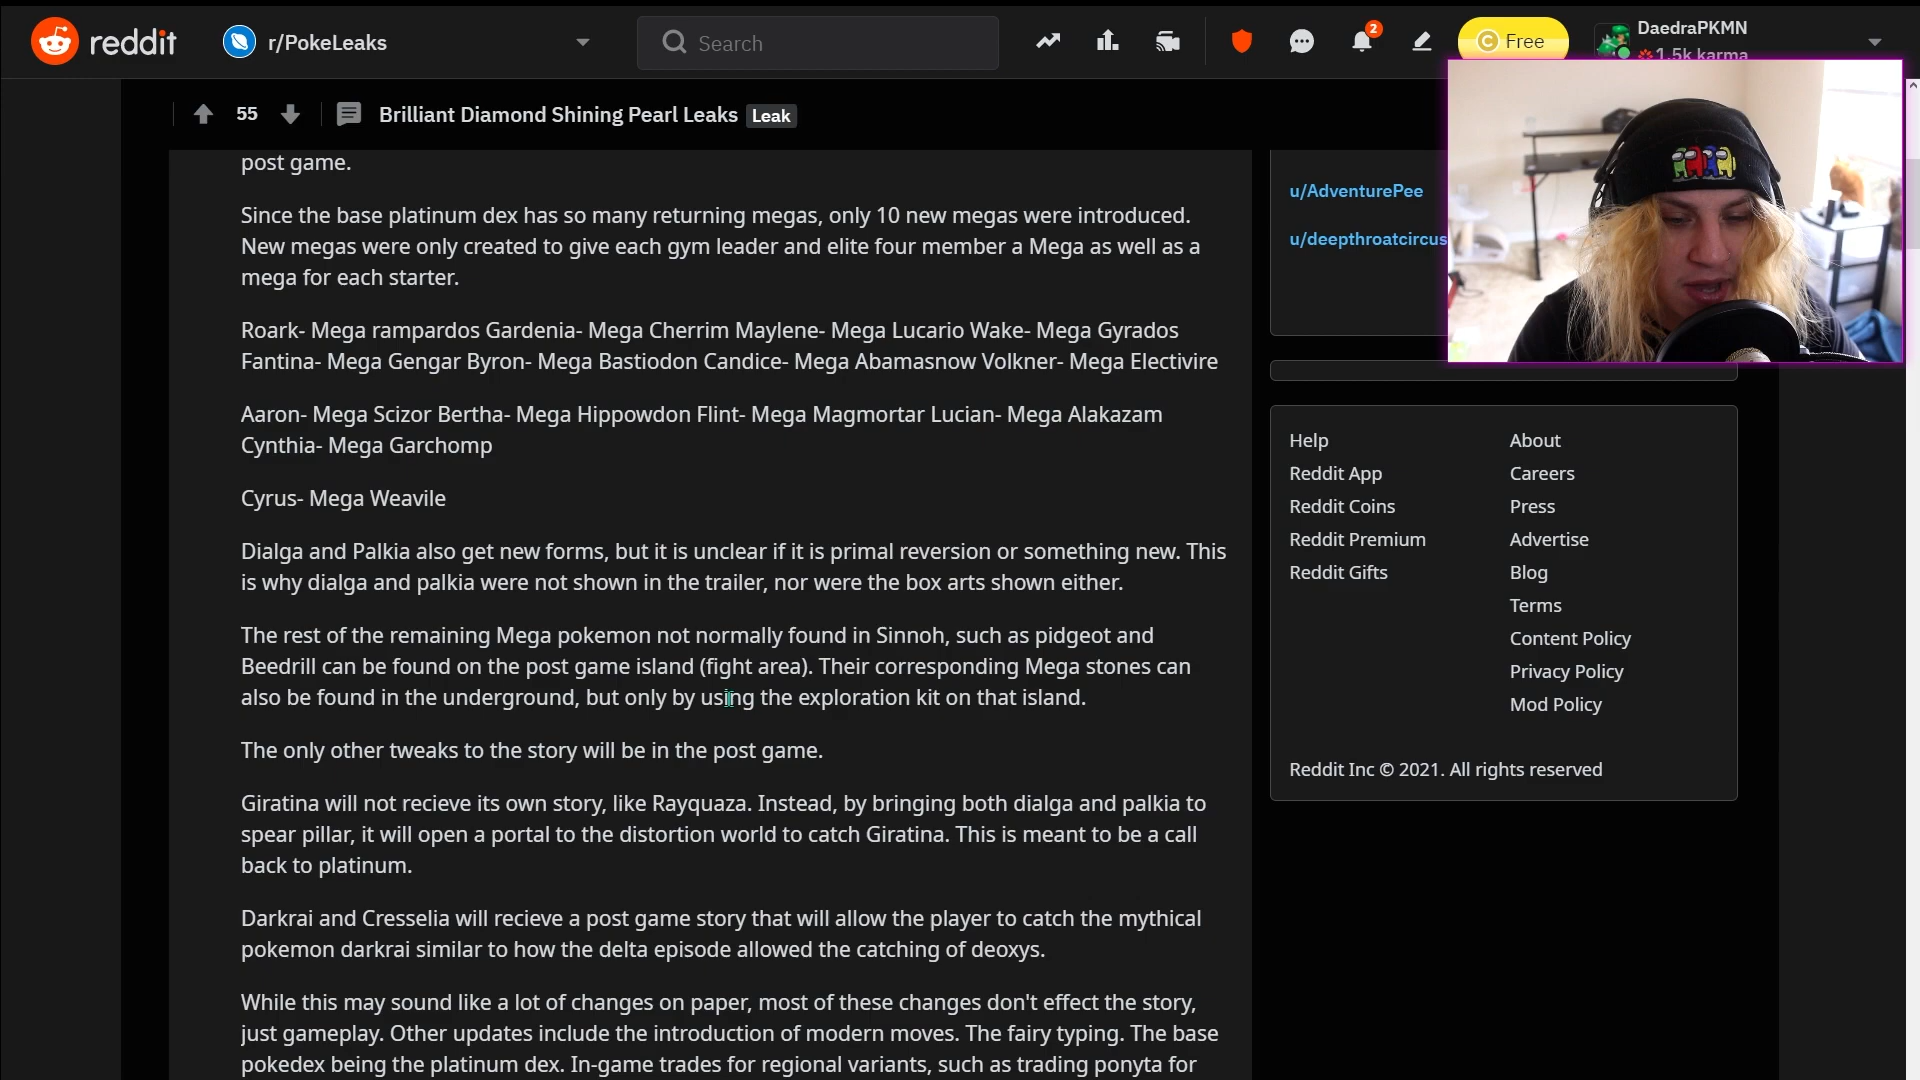 reddit
r/PokeLeaks
Search
2
Free
DaedraPKMN
1.5k karma
55
Brilliant Diamond Shining Pearl Leaks
Leak
post game.
Since the base platinum dex has so many returning megas, only 10 new megas were introduced.
New megas were only created to give each gym leader and elite four member a Mega as well as a
mega for each starter.
Roark- Mega rampardos Gardenia- Mega Cherrim Maylene- Mega Lucario Wake- Mega Gyrados
Fantina- Mega Gengar Byron- Mega Bastiodon Candice- Mega Abamasnow Volkner- Mega Electivire
Aaron- Mega Scizor Bertha- Mega Hippowdon Flint- Mega Magmortar Lucian- Mega Alakazam
Cynthia- Mega Garchomp
Cyrus- Mega Weavile
Dialga and Palkia also get new forms, but it is unclear if it is primal reversion or something new. This
is why dialga and palkia were not shown in the trailer, nor were the box arts shown either.
The rest of the remaining Mega pokemon not normally found in Sinnoh, such as pidgeot and
Beedrill can be found on the post game island (fight area). Their corresponding Mega stones can
also be found in the underground, but only by using the exploration kit on that island.
The only other tweaks to the story will be in the post game.
Giratina will not recieve its own story, like Rayquaza. Instead, by bringing both dialga and palkia to
spear pillar, it will open a portal to the distortion world to catch Giratina. This is meant to be a call
back to platinum.
Darkrai and Cresselia will recieve a post game story that will allow the player to catch the mythical
pokemon darkrai similar to how the delta episode allowed the catching of deoxys.
While this may sound like a lot of changes on paper, most of these changes don't effect the story,
just gameplay. Other updates include the introduction of modern moves. The fairy typing. The base
pokedex being the platinum dex. In-game trades for regional variants, such as trading ponyta for
u/AdventurePee
u/deepthroatcircus
Help
Reddit App
Reddit Coins
Reddit Premium
Reddit Gifts
About
Careers
Press
Advertise
Blog
Terms
Content Policy
Privacy Policy
Mod Policy
Reddit Inc © 2021. All rights reserved